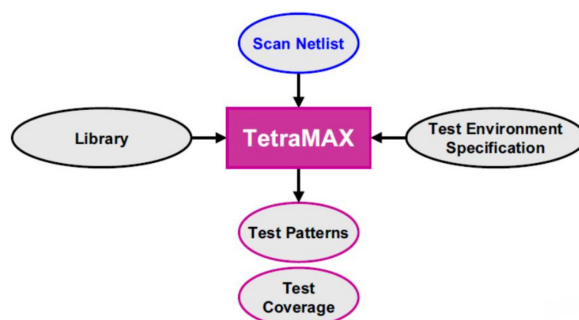 Scan Netlist
Library
TetraMAX
Test Environment
Specification
Test Patterns
Test
Coverage